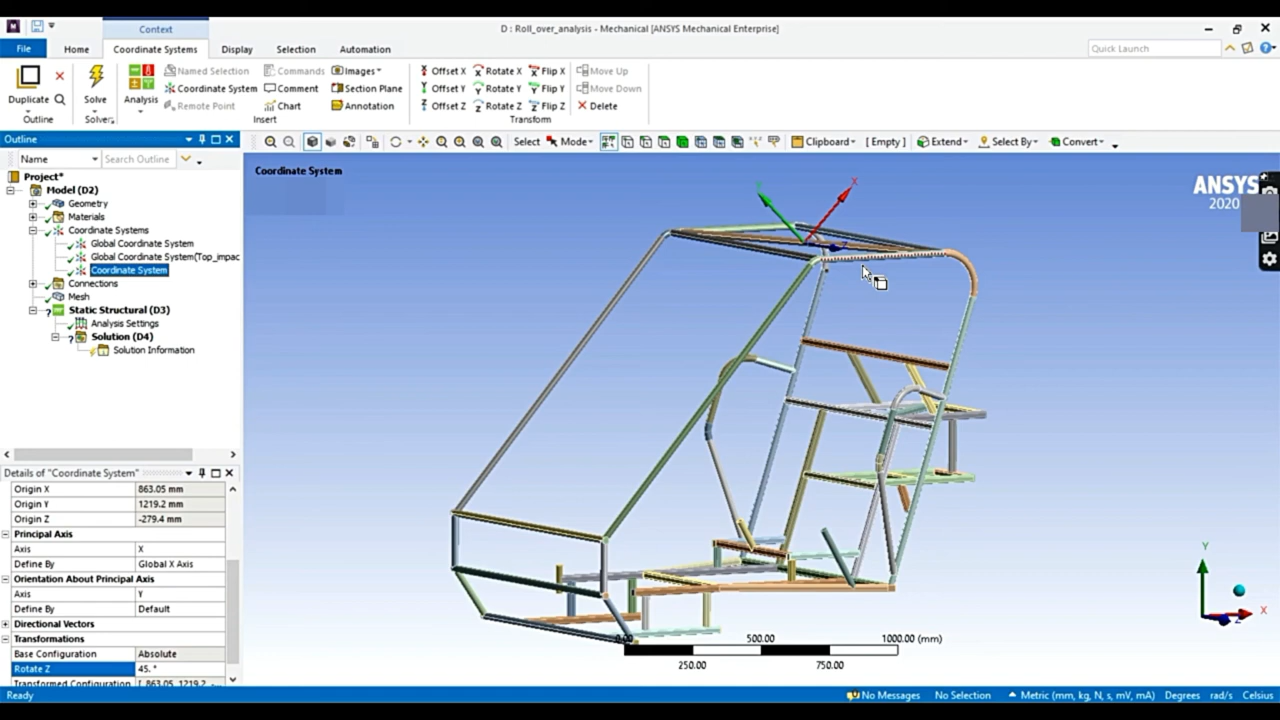 Context
D : Roll_over_analysis - Mechanical [ANSYS Mechanical Enterprise]
File Home Coordinate Systems Display Selection Automation Quick Launch
Duplicate
Outline
Solve
Solver
Analysis
Named Selection Commands Images
Coordinate System Comment Section Plane
Remote Point Chart Annotation
Insert
Offset X Rotate X Flip X Move Up
Offset Y Rotate Y Flip Y Move Down
Offset Z Rotate Z Flip Z Delete
Transform
Outline
Select Mode Clipboard [ Empty ] Extend Select By Convert
Name Search Outline
Project*
Model (D2)
Geometry
Materials
Coordinate Systems
Global Coordinate System
Global Coordinate System(Top_impac
Coordinate System
Connections
Mesh
Static Structural (D3)
Analysis Settings
Solution (D4)
Solution Information
Coordinate System
ANSYS
2020
X
Details of "Coordinate System"
Origin X 863.05 mm
Origin Y 1219.2 mm
Origin Z -279.4 mm
Principal Axis
Axis X
Define By Global X Axis
Orientation About Principal Axis
Axis Y
Define By Default
Directional Vectors
Transformations
Base Configuration Absolute
Rotate Z 45. °
Transformed Configuration [ 863.05 1219.2
Y
X
Z
0.00 500.00 1000.00 (mm)
250.00 750.00
Ready No Messages No Selection Metric (mm, kg, N, s, mV, mA) Degrees rad/s Celsius